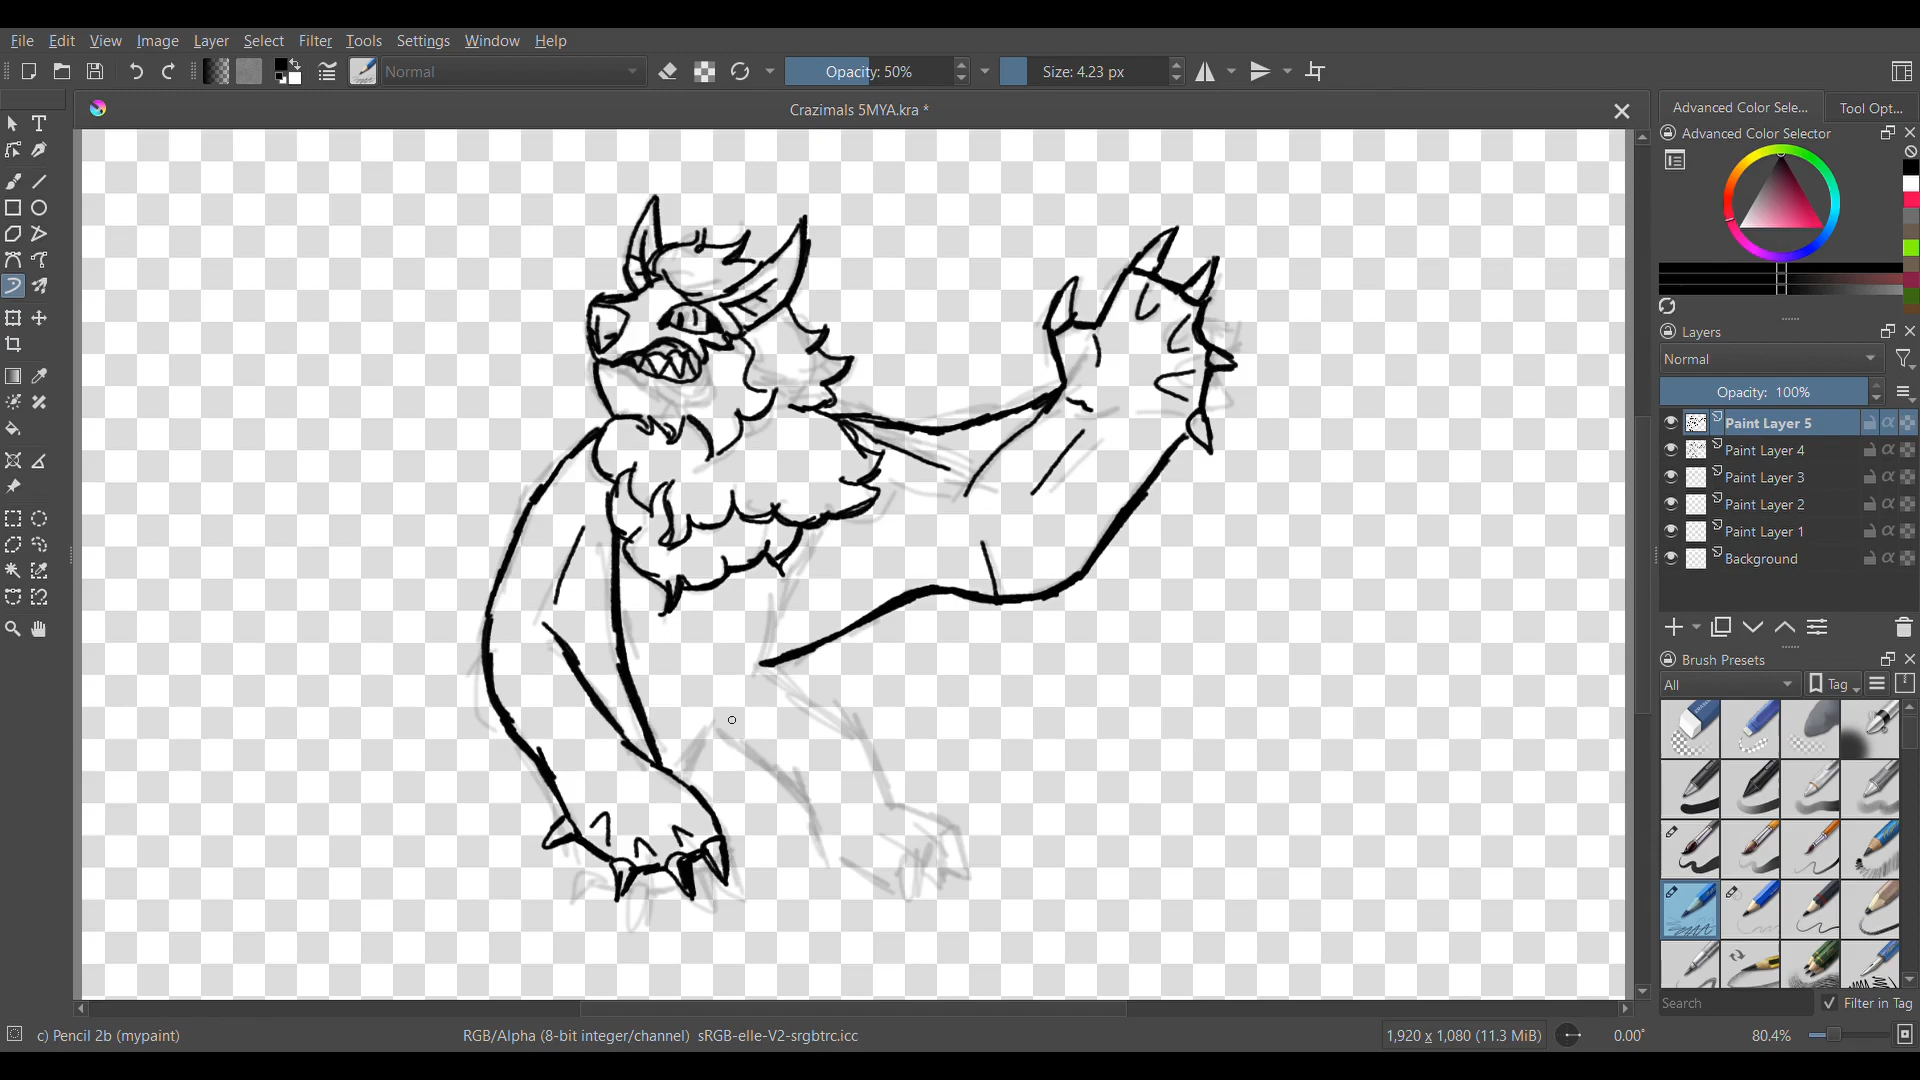 File Edit View Image Layer Select Filter Tools Settings Window Help
Normal Opacity: 50% Size: 4.23 px
Crazimals 5MYA.kra *
Advanced Color Sele... Tool Opt...
Advanced Color Selector
Layers
Normal
Opacity: 100%
Paint Layer 5
Paint Layer 4
Paint Layer 3
Paint Layer 2
Paint Layer 1
Background
Brush Presets
All Tag
Search Filter in Tag
c) Pencil 2b (mypaint) RGB/Alpha (8-bit integer/channel) sRGB-elle-V2-srgbtrc.icc 1,920 x 1,080 (11.3 MiB) 0.00° 80.4%